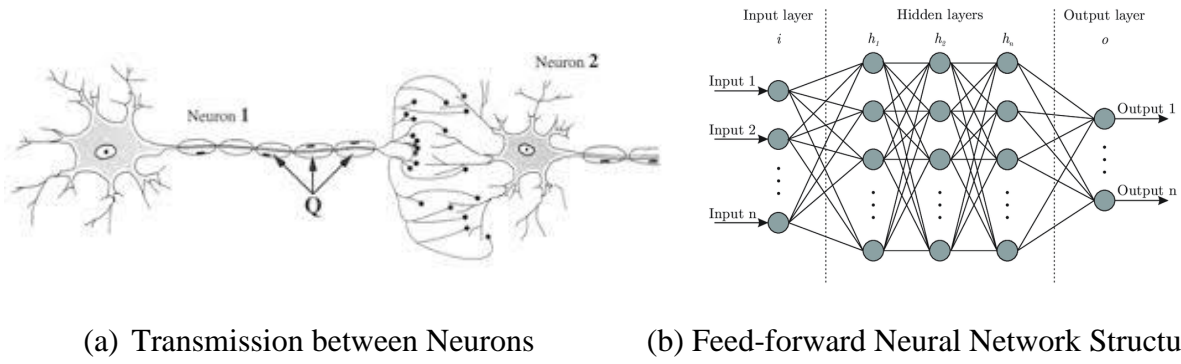 Neuron 1
Neuron 2
Q
(a) Transmission between Neurons
Input layer Hidden layers Output layer
i h₁ h₂ hₙ o
Input 1
Input 2
Input n
Output 1
Output n
(b) Feed-forward Neural Network Structu